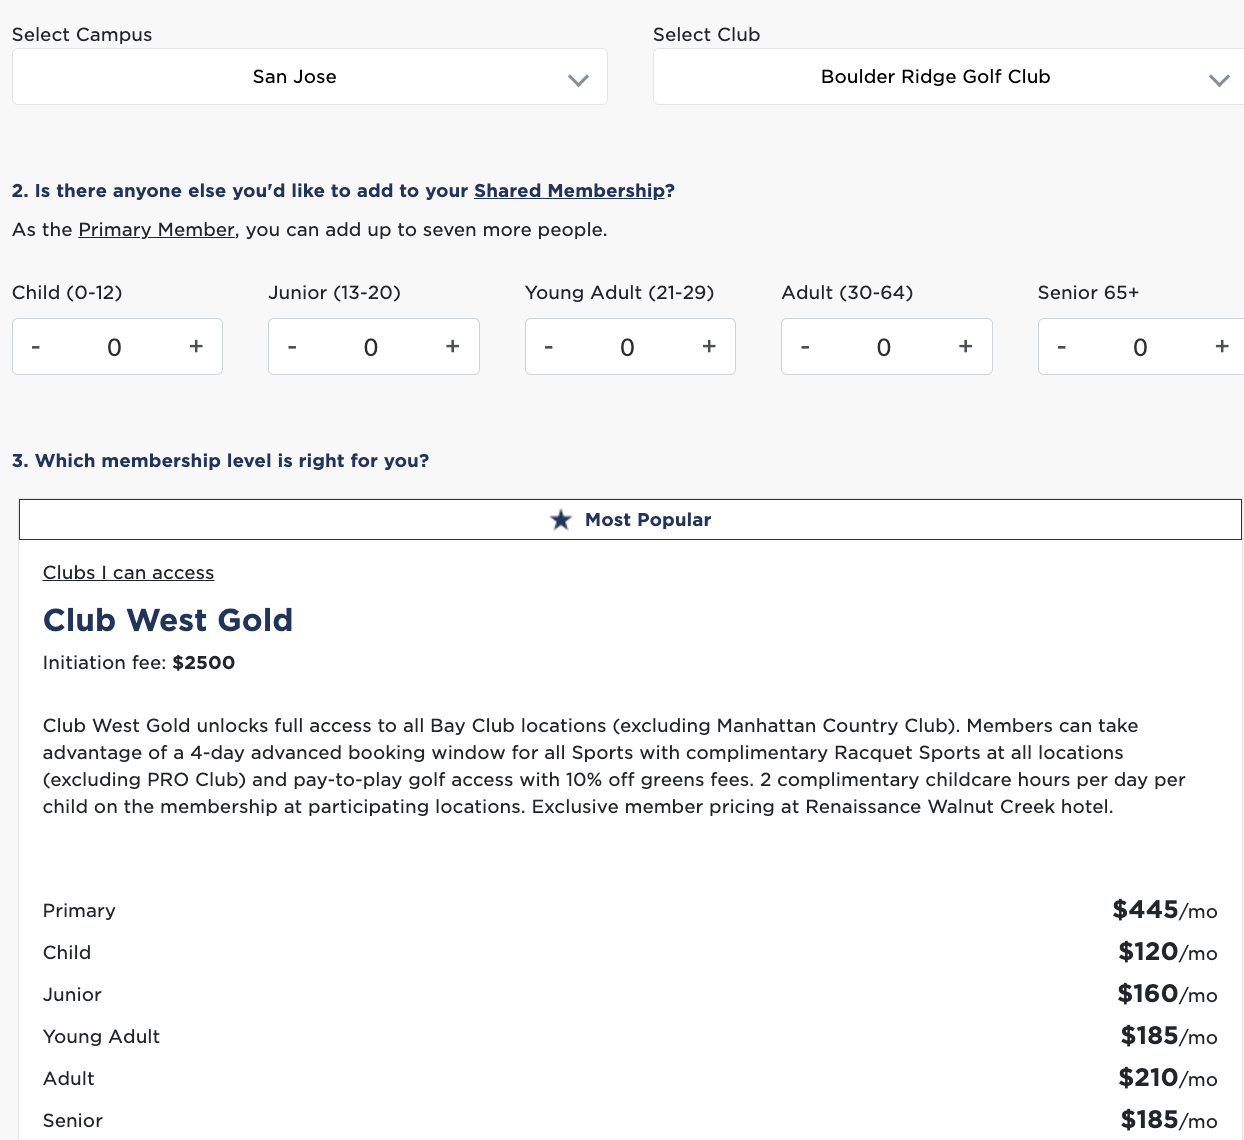 Select Campus
Select Club
San Jose
Boulder Ridge Golf Club
2. Is there anyone else you'd like to add to your Shared Membership?
As the Primary Member, you can add up to seven more people.
Child (0-12)
Junior (13-20)
Young Adult (21-29)
Adult (30-64)
Senior 65+
- 0 +
- 0 +
- 0 +
- 0 +
- 0 +
3. Which membership level is right for you?
Most Popular
Clubs I can access
Club West Gold
Initiation fee: $2500
Club West Gold unlocks full access to all Bay Club locations (excluding Manhattan Country Club). Members can take
advantage of a 4-day advanced booking window for all Sports with complimentary Racquet Sports at all locations
(excluding PRO Club) and pay-to-play golf access with 10% off greens fees. 2 complimentary childcare hours per day per
child on the membership at participating locations. Exclusive member pricing at Renaissance Walnut Creek hotel.
Primary $445/mo
Child $120/mo
Junior $160/mo
Young Adult $185/mo
Adult $210/mo
Senior $185/mo